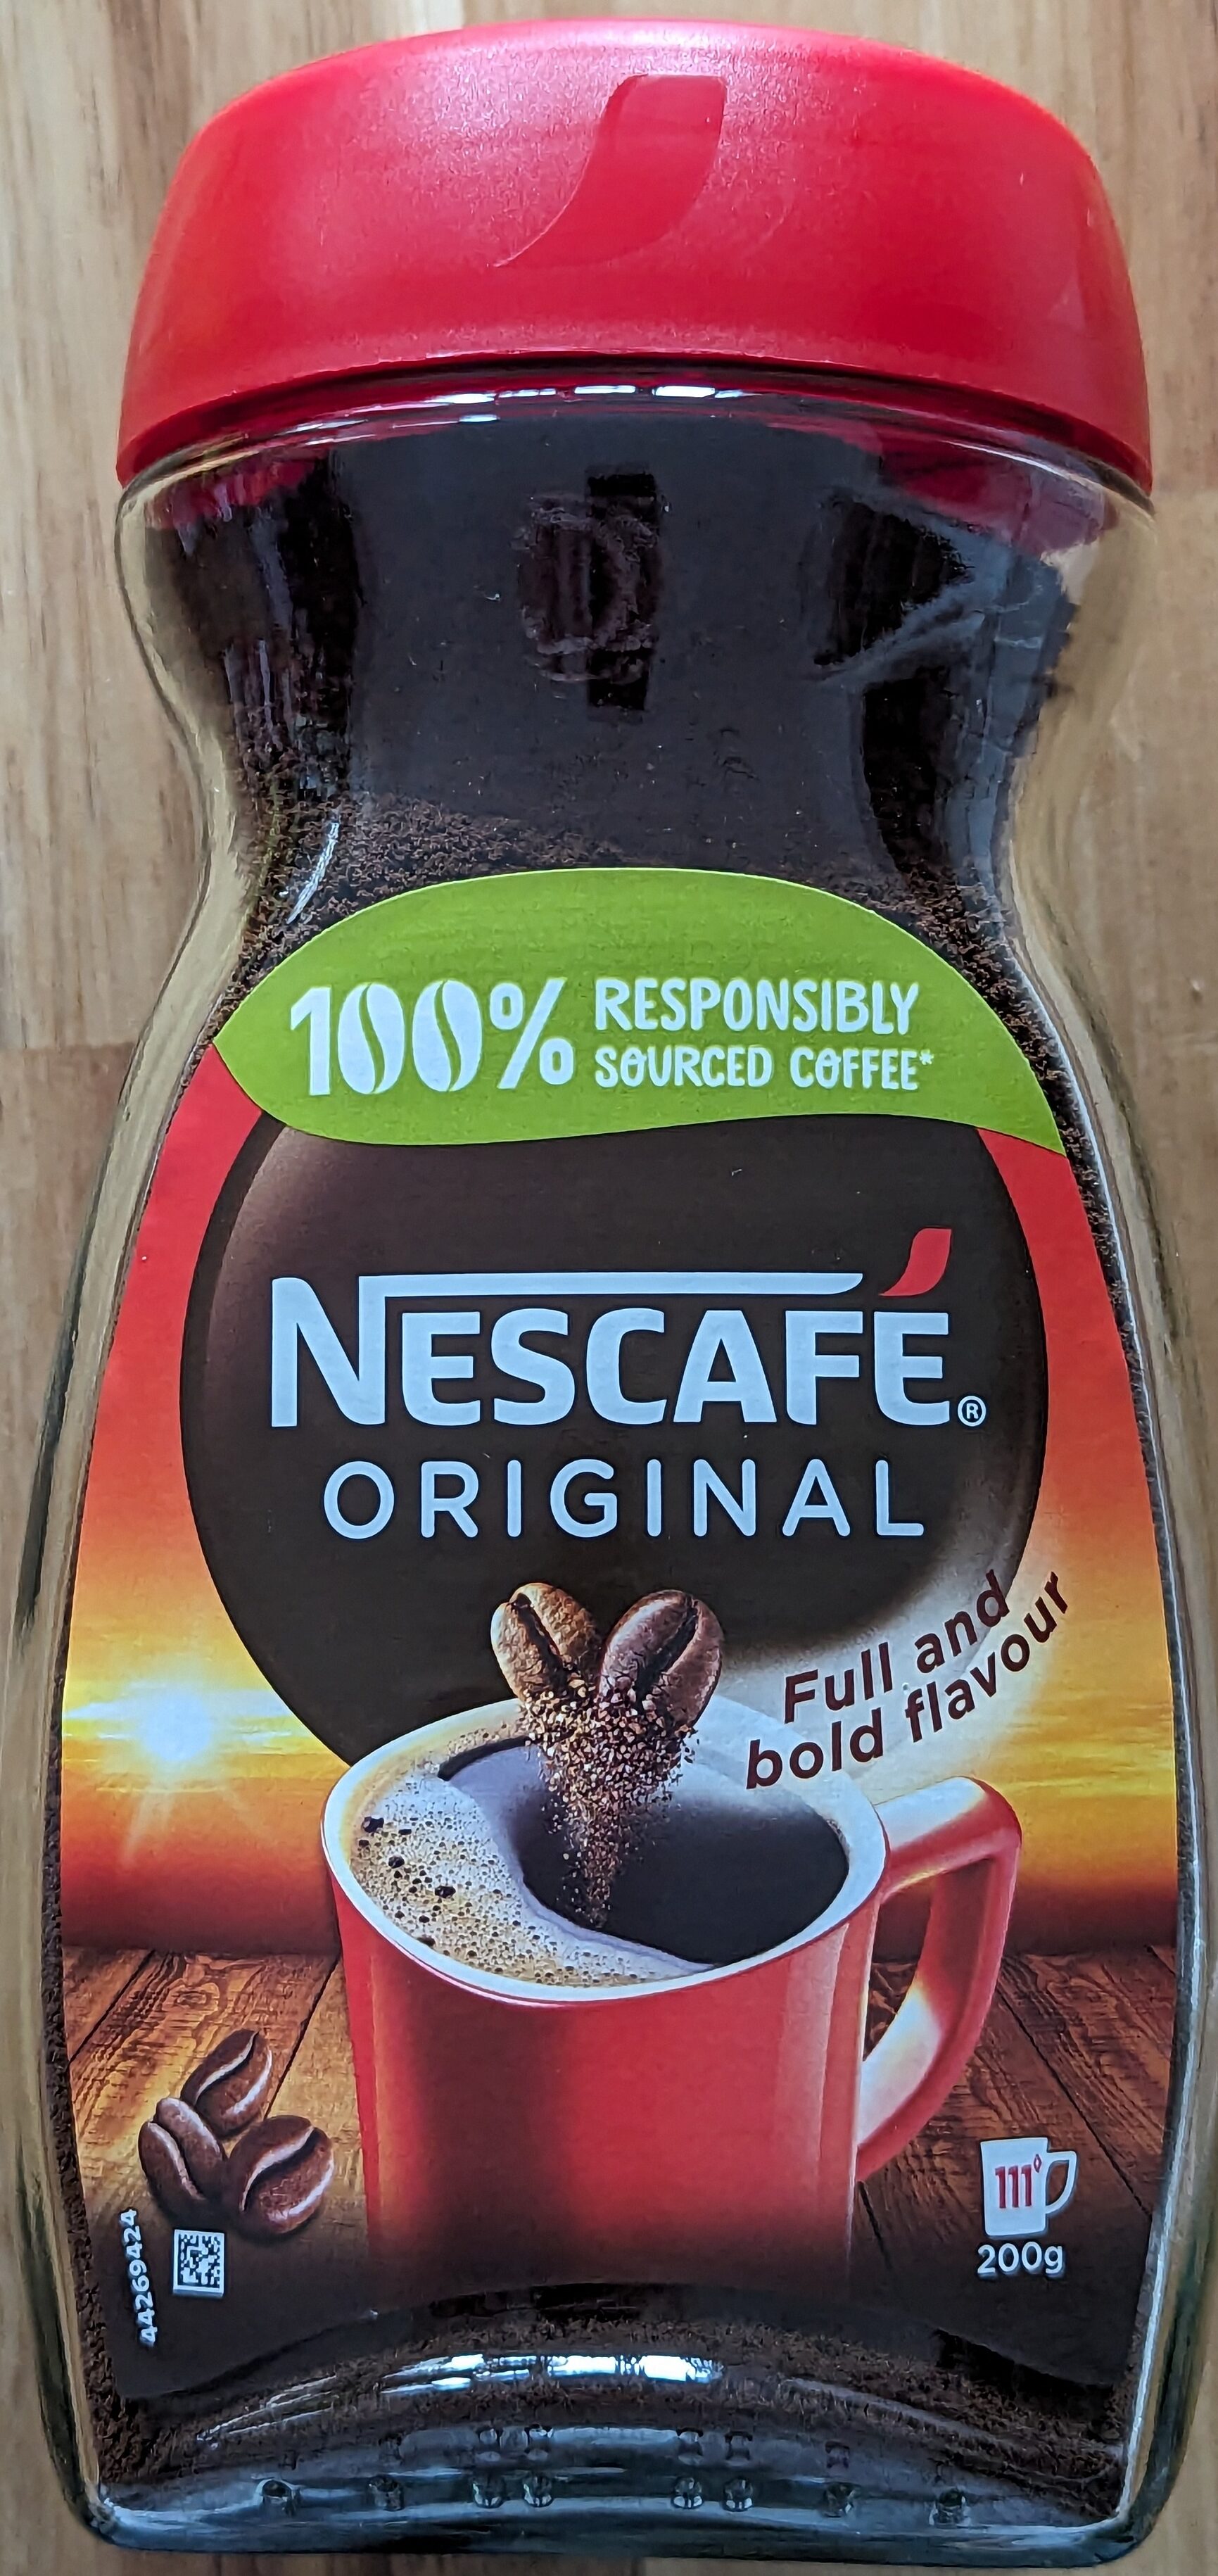 100% RESPONSIBLY
SOURCED COFFEE*
NESCAFÉ®
ORIGINAL
Full and
bold flavour
111◊
200g
44269424